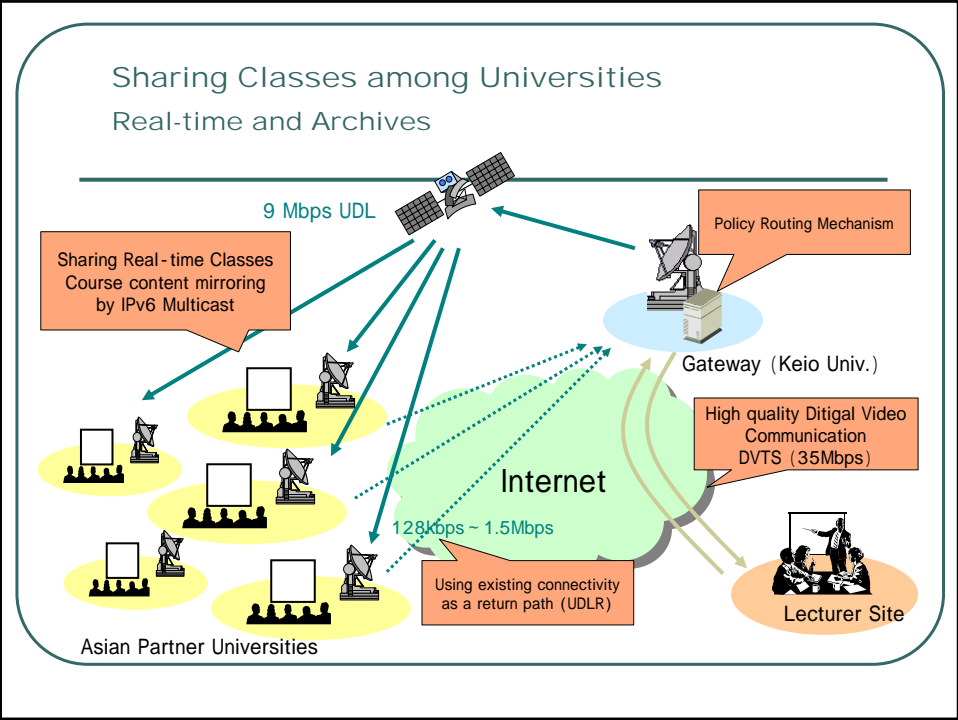 Sharing Classes among Universities
Real-time and Archives
9 Mbps UDL
Policy Routing Mechanism
Sharing Real-time Classes
Course content mirroring
by IPv6 Multicast
Gateway (Keio Univ.)
High quality Ditigal Video
Communication
DVTS (35Mbps)
Internet
128kbps ~ 1.5Mbps
Using existing connectivity
as a return path (UDLR)
Lecturer Site
Asian Partner Universities